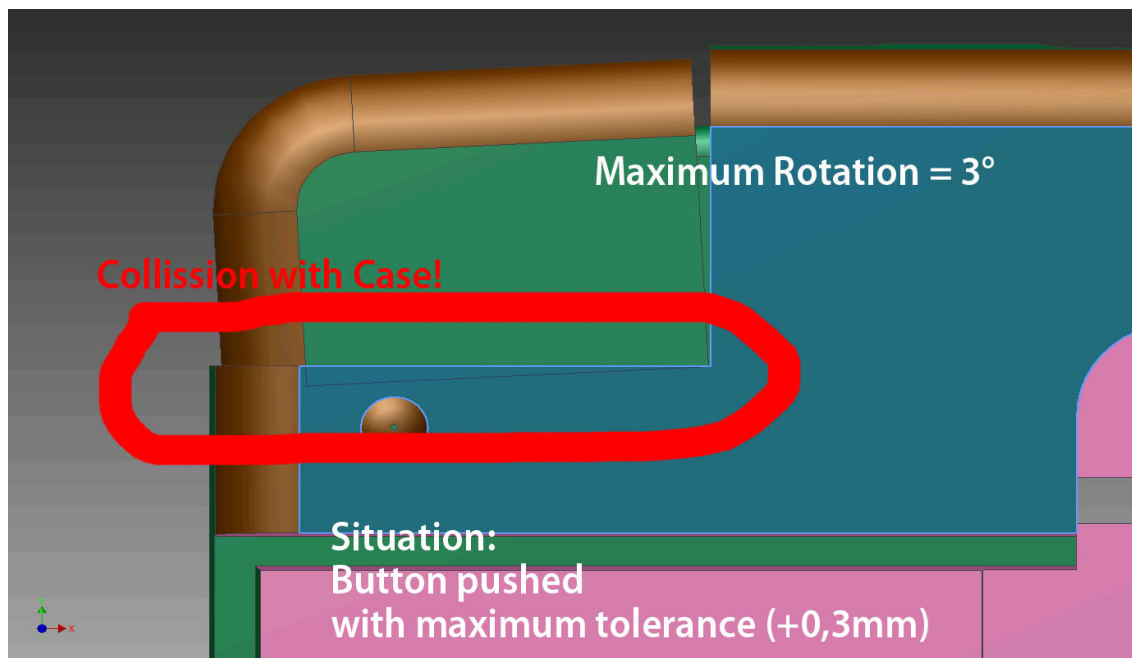 Maximum Rotation = 3°
Collission with Case!
Situation:
Button pushed
with maximum tolerance (+0,3mm)